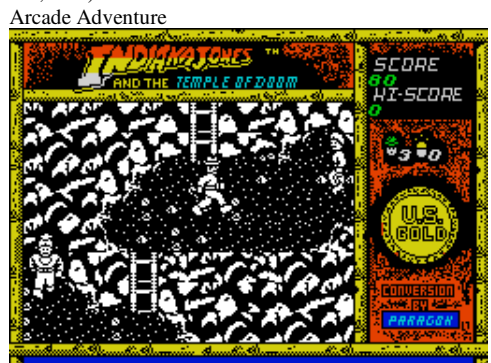 Arcade Adventure
INDIANA JONES ™
AND THE TEMPLE OF DOOM
SCORE
80
HI-SCORE
0
3 0
U.S.
GOLD
CONVERSION
BY
PARAGON